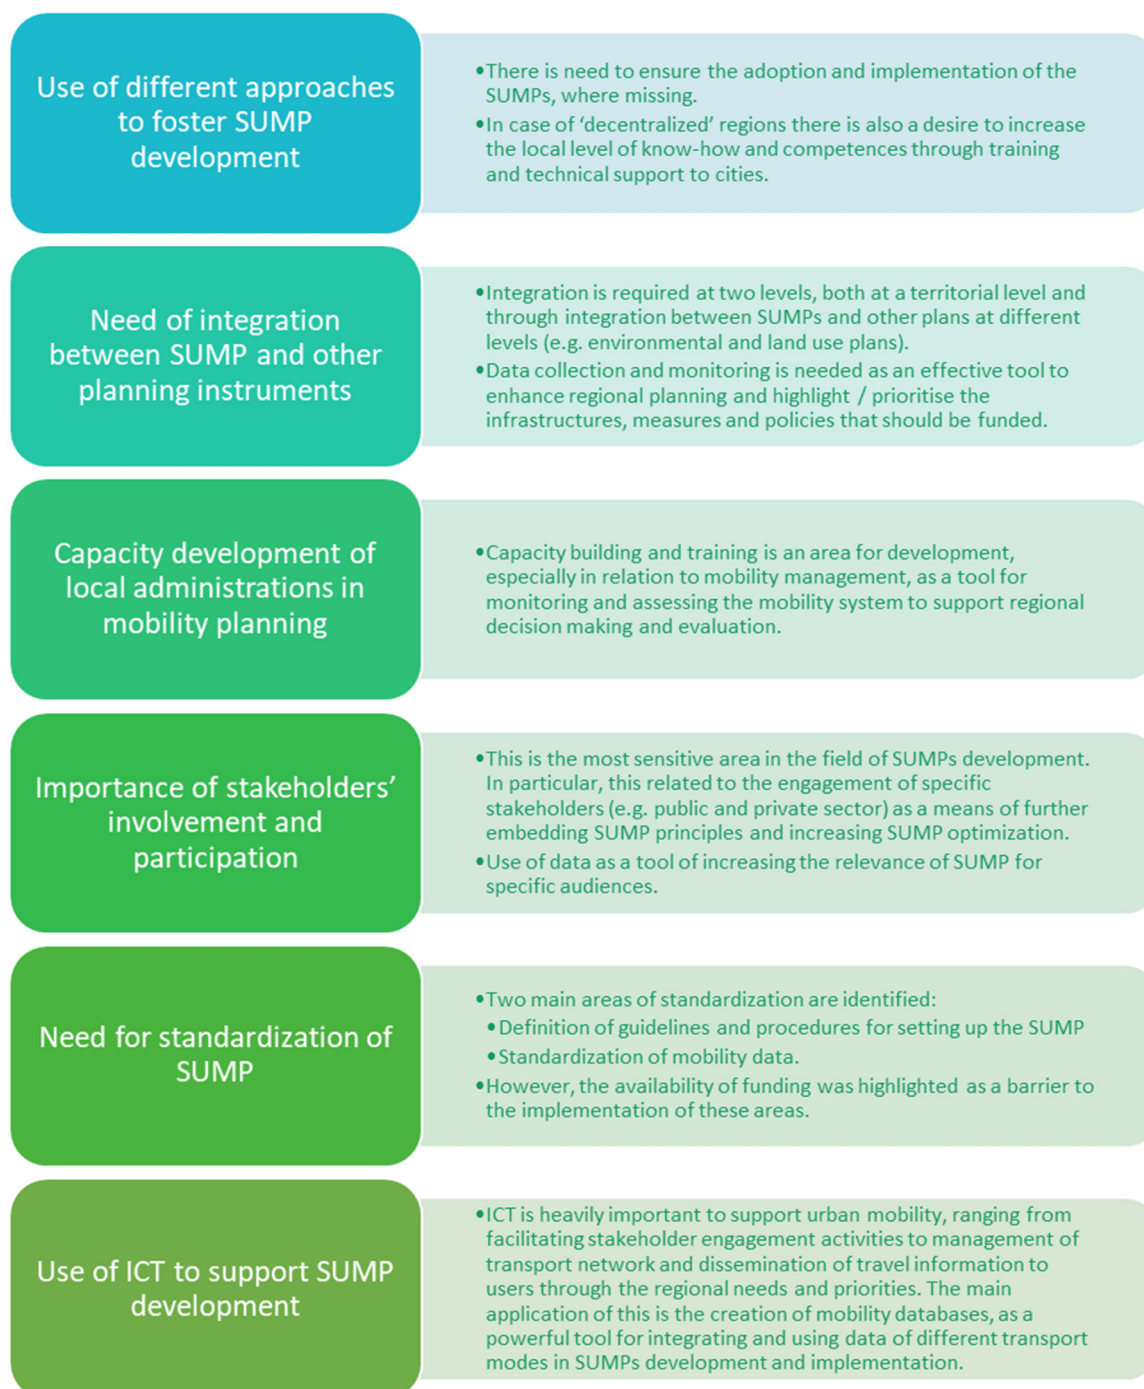 Use of different approaches
to foster SUMP
development
•There is need to ensure the adoption and implementation of the
SUMPs, where missing.
•In case of ‘decentralized’ regions there is also a desire to increase
the local level of know-how and competences through training
and technical support to cities.
Need of integration
between SUMP and other
planning instruments
•Integration is required at two levels, both at a territorial level and
through integration between SUMPs and other plans at different
levels (e.g. environmental and land use plans).
•Data collection and monitoring is needed as an effective tool to
enhance regional planning and highlight / prioritise the
infrastructures, measures and policies that should be funded.
Capacity development of
local administrations in
mobility planning
•Capacity building and training is an area for development,
especially in relation to mobility management, as a tool for
monitoring and assessing the mobility system to support regional
decision making and evaluation.
Importance of stakeholders’
involvement and
participation
•This is the most sensitive area in the field of SUMPs development.
In particular, this related to the engagement of specific
stakeholders (e.g. public and private sector) as a means of further
embedding SUMP principles and increasing SUMP optimization.
•Use of data as a tool of increasing the relevance of SUMP for
specific audiences.
Need for standardization of
SUMP
•Two main areas of standardization are identified:
•Definition of guidelines and procedures for setting up the SUMP
•Standardization of mobility data.
•However, the availability of funding was highlighted as a barrier to
the implementation of these areas.
Use of ICT to support SUMP
development
•ICT is heavily important to support urban mobility, ranging from
facilitating stakeholder engagement activities to management of
transport network and dissemination of travel information to
users through the regional needs and priorities. The main
application of this is the creation of mobility databases, as a
powerful tool for integrating and using data of different transport
modes in SUMPs development and implementation.